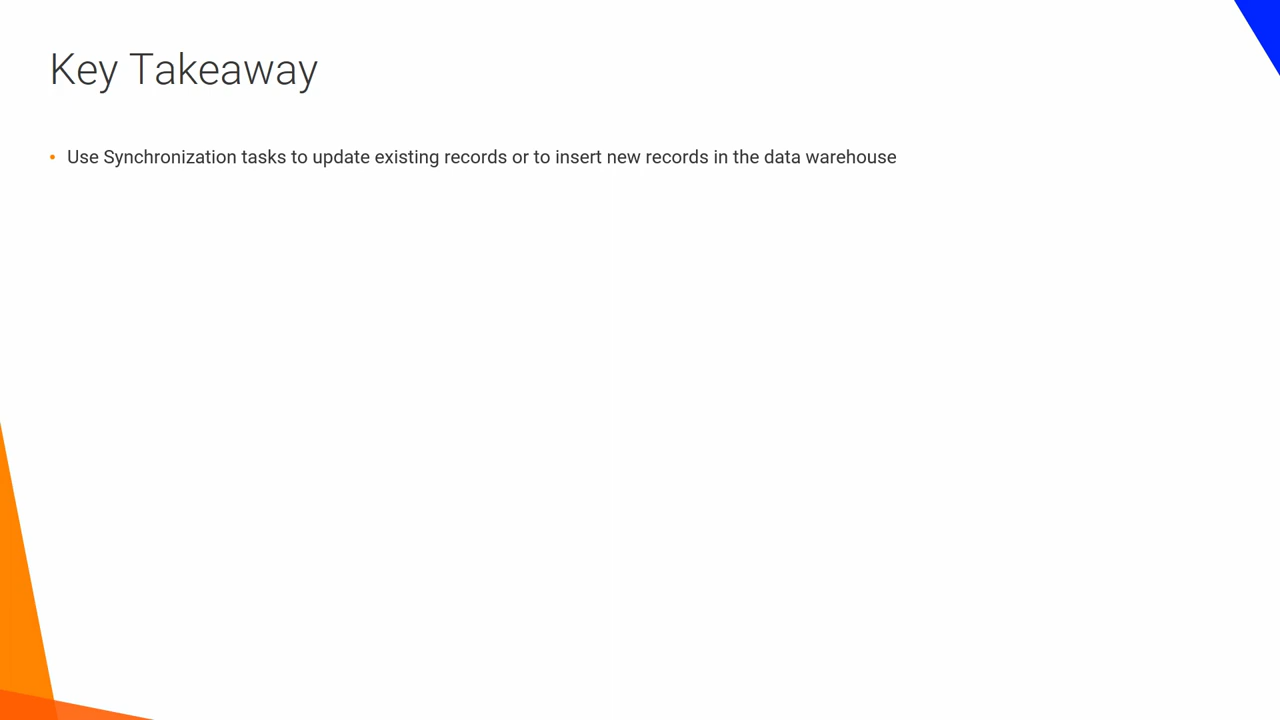 Key Takeaway
• Use Synchronization tasks to update existing records or to insert new records in the data warehouse